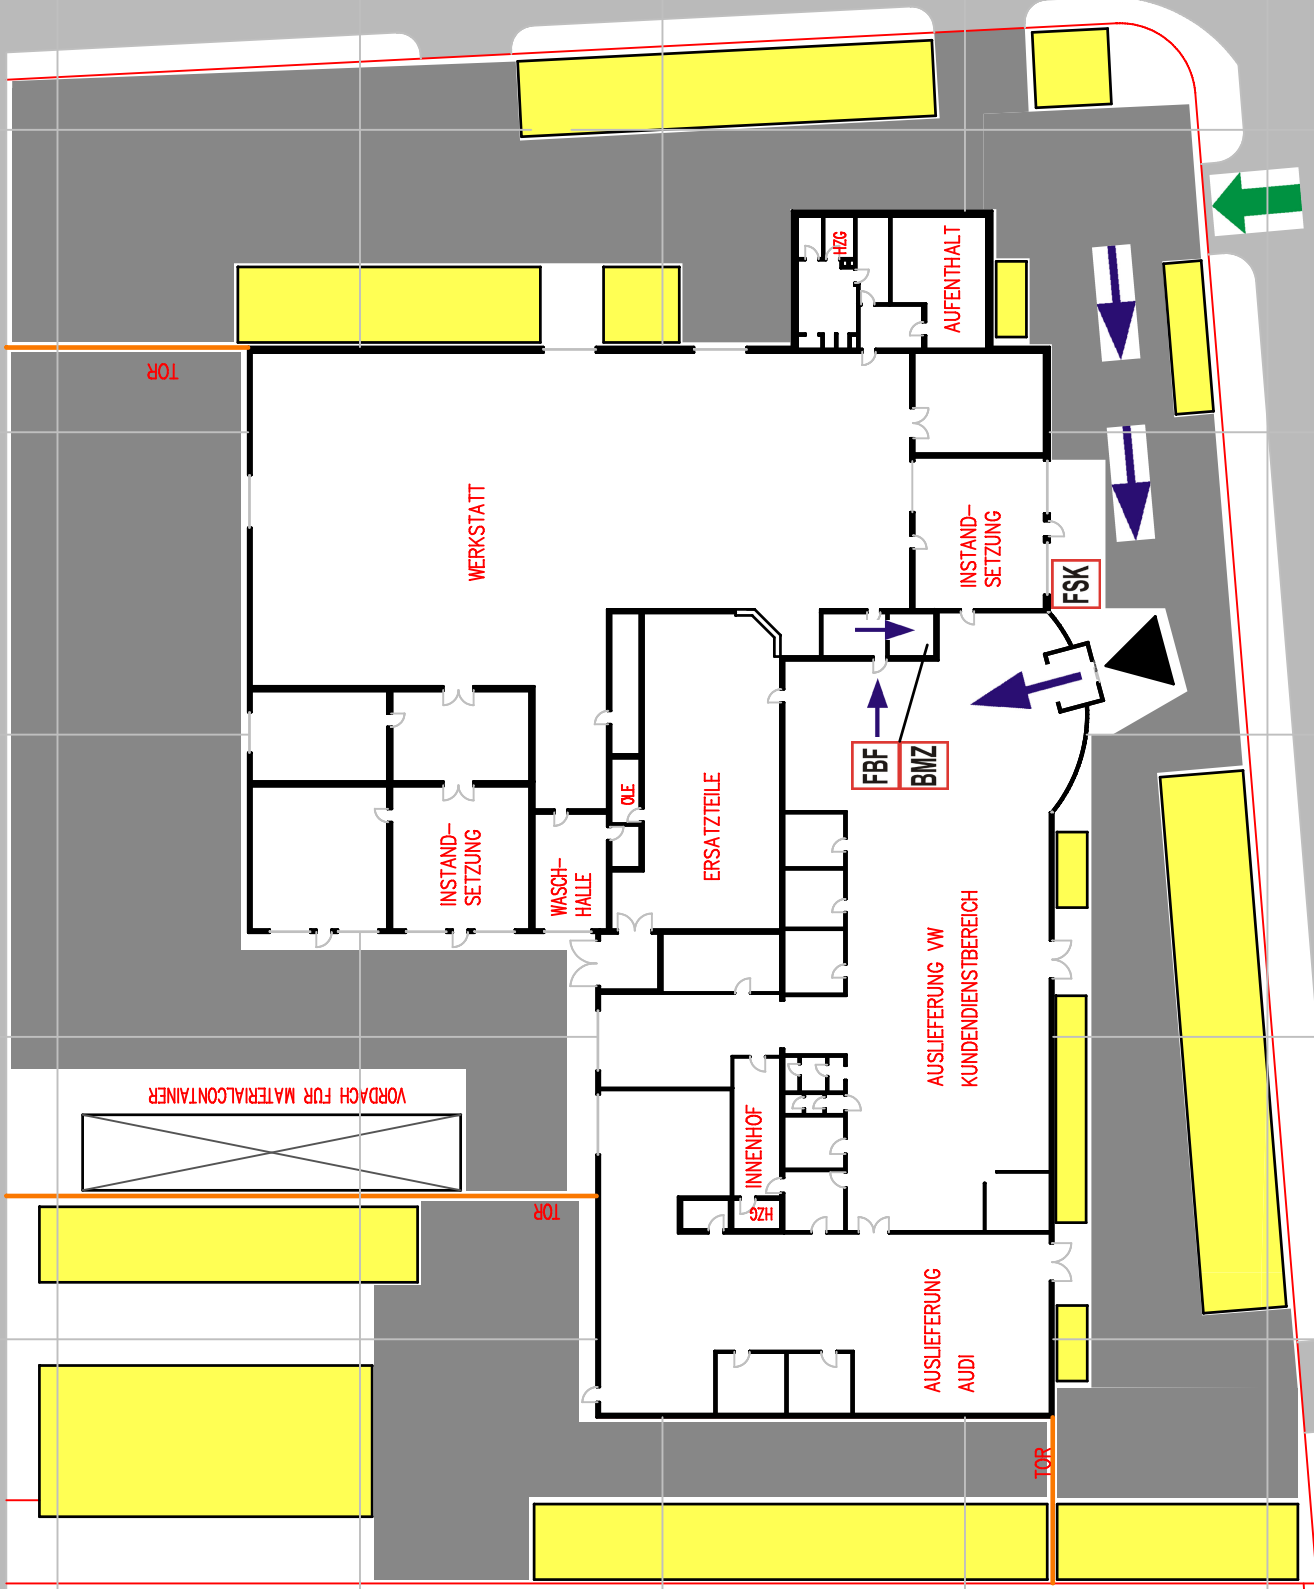 HZG
AUFENTHALT
TOR
WERKSTATT
INSTAND-
SETZUNG
FSK
FBF
BMZ
ÖLE
ERSATZTEILE
INSTAND-
SETZUNG
WASCH-
HALLE
AUSLIEFERUNG VW
KUNDENDIENSTBEREICH
VORDACH FÜR MATERIALCONTAINER
INNENHOF
HZG
TOR
AUSLIEFERUNG
AUDI
TOR